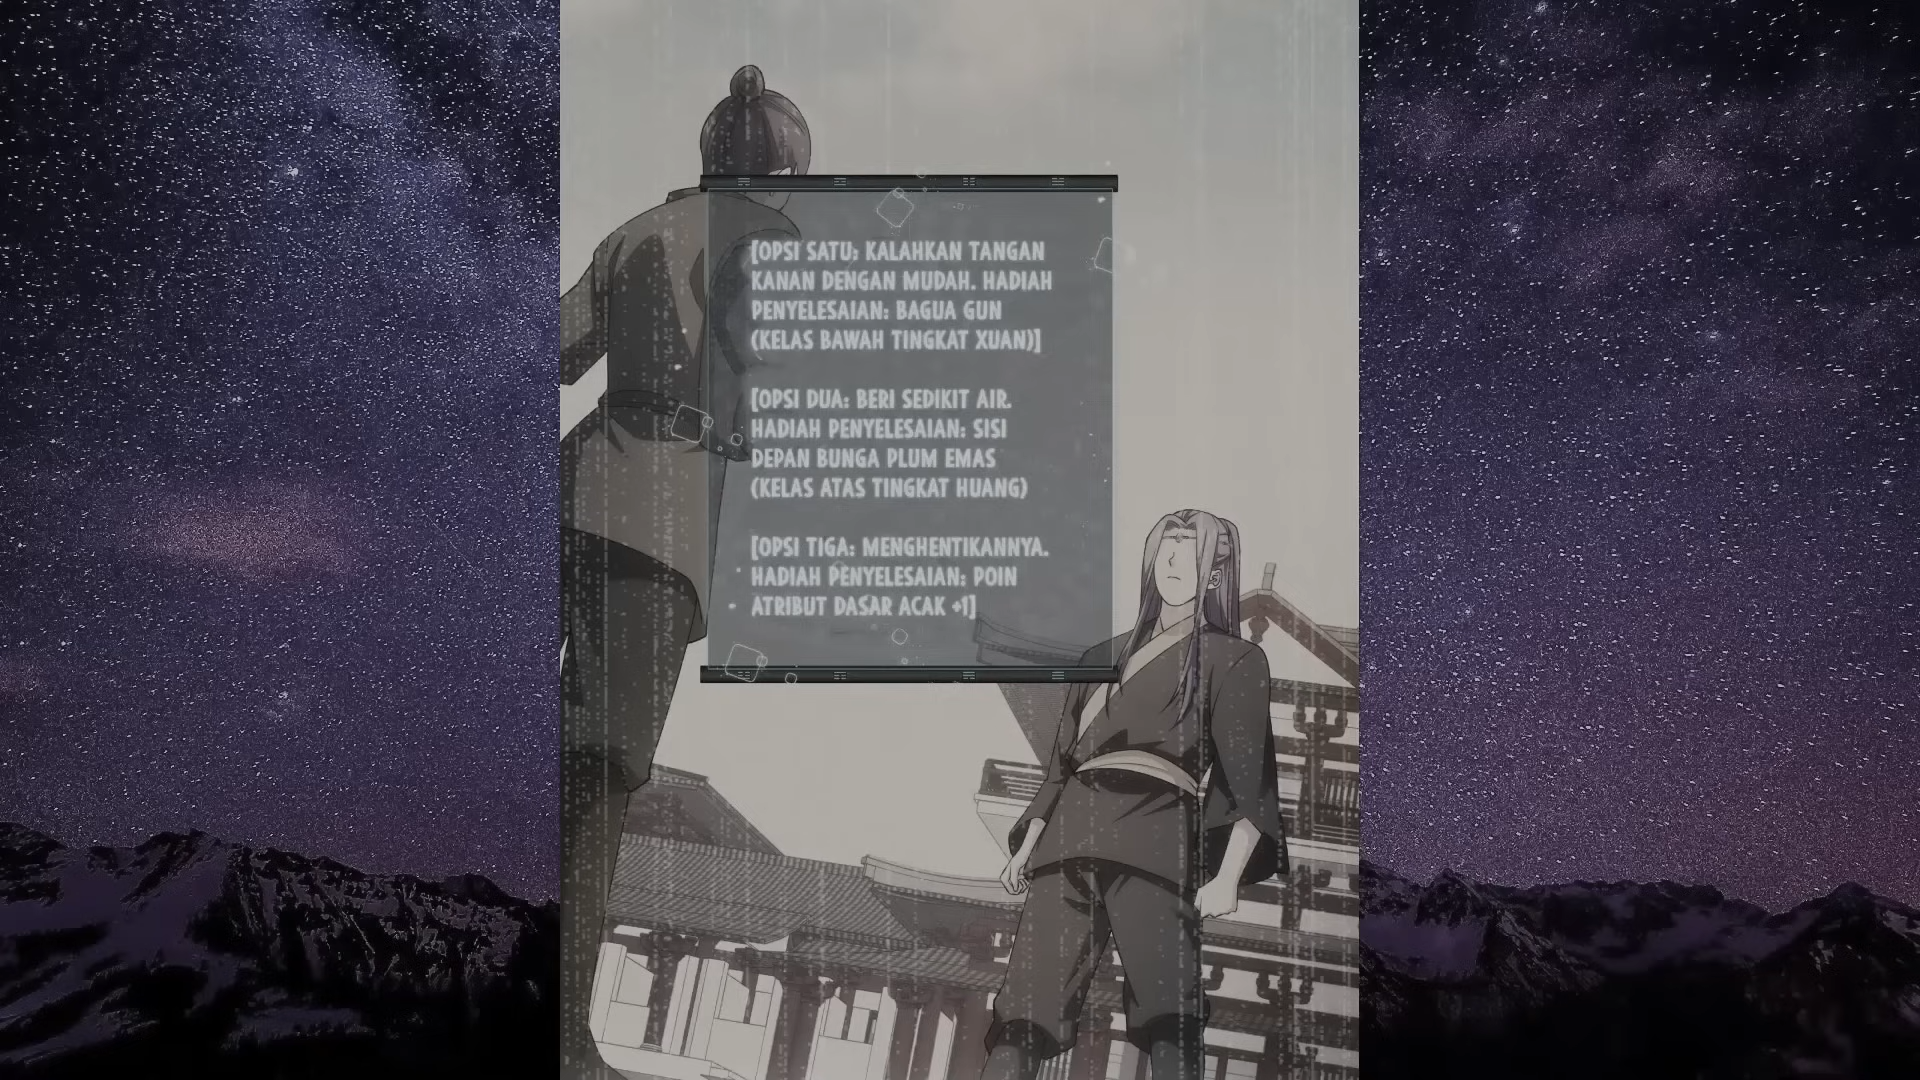 [OPSI SATU: KALAHKAN TANGAN
KANAN DENGAN MUDAH. HADIAH
PENYELESAIAN: BAGUA GUN
(KELAS BAWAH TINGKAT XUAN)]
[OPSI DUA: BERI SEDIKIT AIR.
HADIAH PENYELESAIAN: SISI
DEPAN BUNGA PLUM EMAS
(KELAS ATAS TINGKAT HUANG)
[OPSI TIGA: MENGHENTIKANNYA.
HADIAH PENYELESAIAN: POIN
ATRIBUT DASAR ACAK +1]